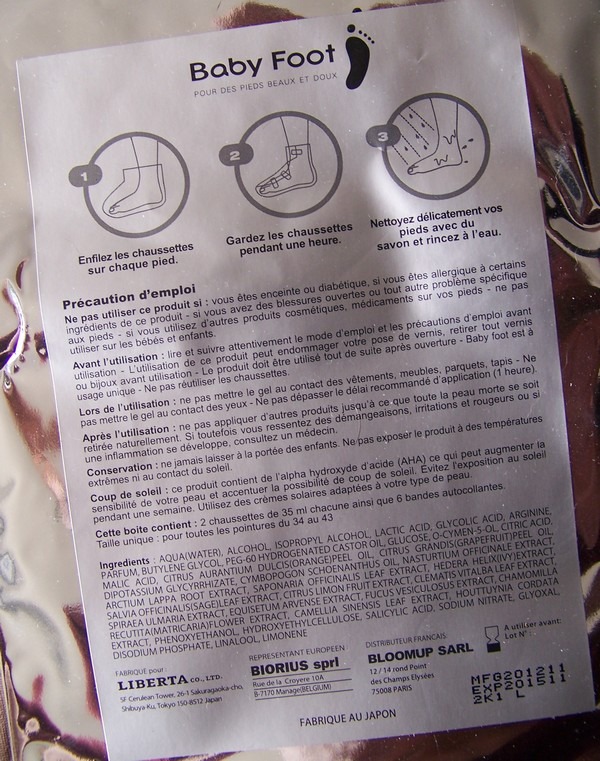 Baby Foot
POUR DES PIEDS BEAUX ET DOUX
1
2
3
Enfilez les chaussettes
sur chaque pied.
Gardez les chaussettes
pendant une heure.
Nettoyez délicatement vos
pieds avec du
savon et rincez à l'eau.
Précaution d'emploi
Ne pas utiliser ce produit si : vous êtes enceinte ou diabétique, si vous êtes allergique à certains
ingrédients de ce produit - si vous avez des blessures ouvertes ou tout autre problème spécifique
aux pieds - si vous utilisez d'autres produits cosmétiques, médicaments sur vos pieds - ne pas
utiliser sur les bébés et enfants.
Avant l'utilisation : lire et suivre attentivement le mode d'emploi et les précautions d'emploi avant
utilisation - L'utilisation de ce produit peut endommager votre pose de vernis, retirer tout vernis
ou bijoux avant utilisation - Le produit doit être utilisé tout de suite après ouverture - Baby foot est à
usage unique - Ne pas réutiliser les chaussettes.
Lors de l'utilisation : ne pas mettre le gel au contact des vêtements, meubles, parquets, tapis - Ne
pas mettre le gel au contact des yeux - Ne pas dépasser le délai recommandé d'application (1 heure).
Après l'utilisation : ne pas appliquer d'autres produits jusqu'à ce que toute la peau morte se soit
retirée naturellement. Si toutefois vous ressentez des démangeaisons, irritations et rougeurs ou si
une inflammation se développe, consultez un médecin.
Conservation : ne jamais laisser à la portée des enfants. Ne pas exposer le produit à des températures
extrêmes ni au contact du soleil.
Coup de soleil : ce produit contient de l'alpha hydroxyde d'acide (AHA) ce qui peut augmenter la
sensibilité de votre peau et accentuer la possibilité de coup de soleil. Évitez l'exposition au soleil
pendant une semaine. Utilisez des crèmes solaires adaptées à votre type de peau.
Cette boite contient : 2 chaussettes de 35 ml chacune ainsi que 6 bandes autocollantes.
Taille unique : pour toutes les pointures du 34 au 43
Ingredients : AQUA(WATER), ALCOHOL, ISOPROPYL ALCOHOL, LACTIC ACID, GLYCOLIC ACID, ARGININE,
PARFUM, BUTYLENE GLYCOL, PEG-60 HYDROGENATED CASTOR OIL, GLUCOSE, O-CYMEN-5-OL, CITRIC ACID,
MALIC ACID, CITRUS AURANTIUM DULCIS(ORANGE)PEEL OIL, CITRUS GRANDIS(GRAPEFRUIT)PEEL OIL,
DIPOTASSIUM GLYCYRRHIZATE, CYMBOPOGON SCHOENANTHUS OIL, NASTURTIUM OFFICINALE EXTRACT,
ARCTIUM LAPPA ROOT EXTRACT, SAPONARIA OFFICINALIS LEAF EXTRACT, HEDERA HELIX(IVY)EXTRACT,
SALVIA OFFICINALIS(SAGE)LEAF EXTRACT, CITRUS LIMON FRUIT EXTRACT, CLEMATIS VITALBA LEAF EXTRACT,
SPIRAEA ULMARIA EXTRACT, EQUISETUM ARVENSE EXTRACT, FUCUS VESICULOSUS EXTRACT, CHAMOMILLA
RECUTITA(MATRICARIA)FLOWER EXTRACT, CAMELLIA SINENSIS LEAF EXTRACT, HOUTTUYNIA CORDATA
EXTRACT, PHENOXYETHANOL, HYDROXYETHYLCELLULOSE, SALICYLIC ACID, SODIUM NITRATE, GLYOXAL,
DISODIUM PHOSPHATE, LINALOOL, LIMONENE
FABRIQUÉ pour :
LIBERTA CO., LTD.
5F Cerulean Tower, 26-1 Sakuragaoka-cho,
Shibuya Ku, Tokyo 150-8512 Japan
REPRESENTANT EUROPEEN
BIORIUS sprl
Rue de la Croyere 10A
B-7170 Manage(BELGIUM)
DISTRIBUTEUR FRANCAIS:
BLOOMUP SARL
12 / 14 rond Point
des Champs Elysées
75008 PARIS
A utiliser avant:
Lot N° :
MFG201211
EXP201511
2K1 L
FABRIQUE AU JAPON